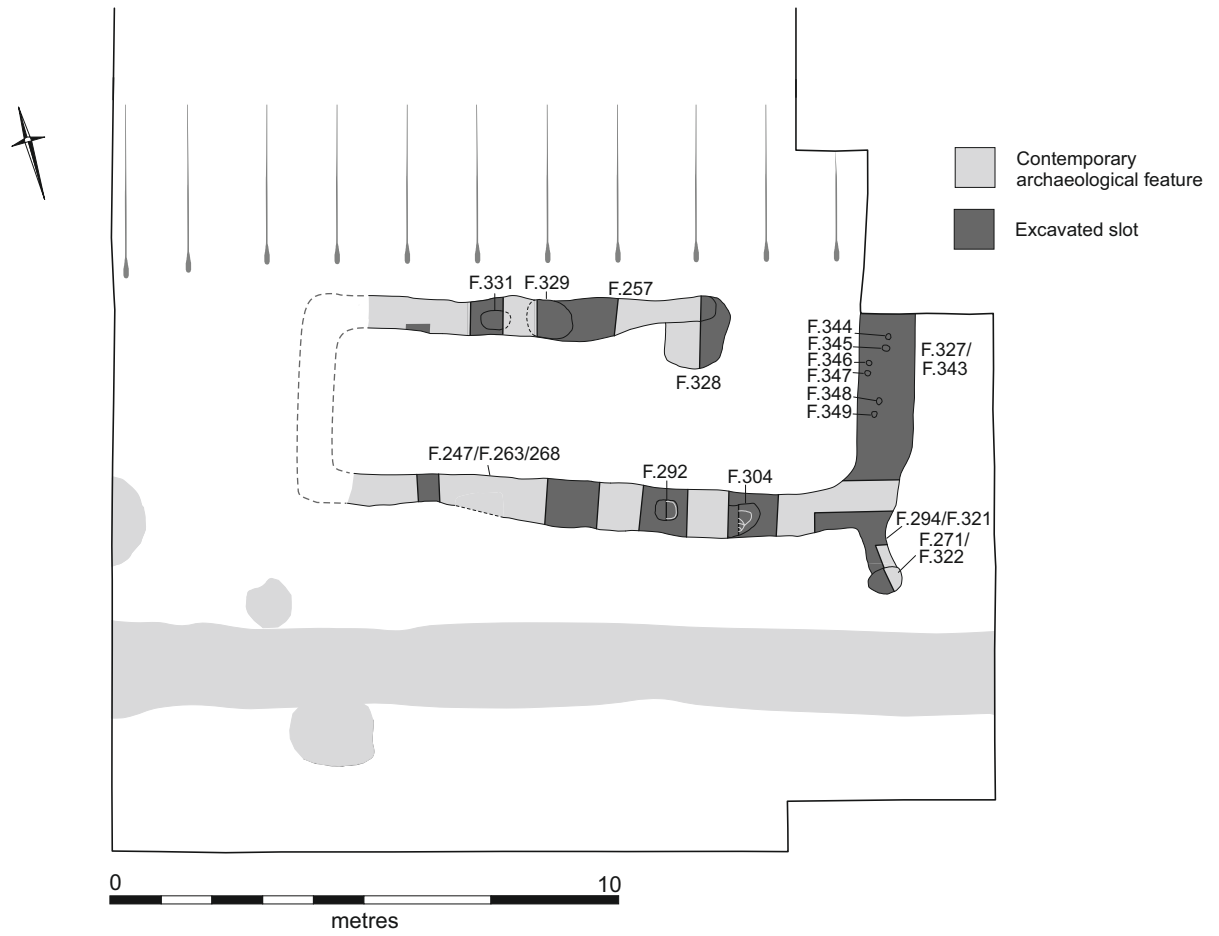 Contemporary
archaeological feature
Excavated slot
F.331
F.329
F.257
F.328
F.344
F.345
F.346
F.347
F.348
F.349
F.327/
F.343
F.247/F.263/268
F.292
F.304
F.294/F.321
F.271/
F.322
0
10
metres